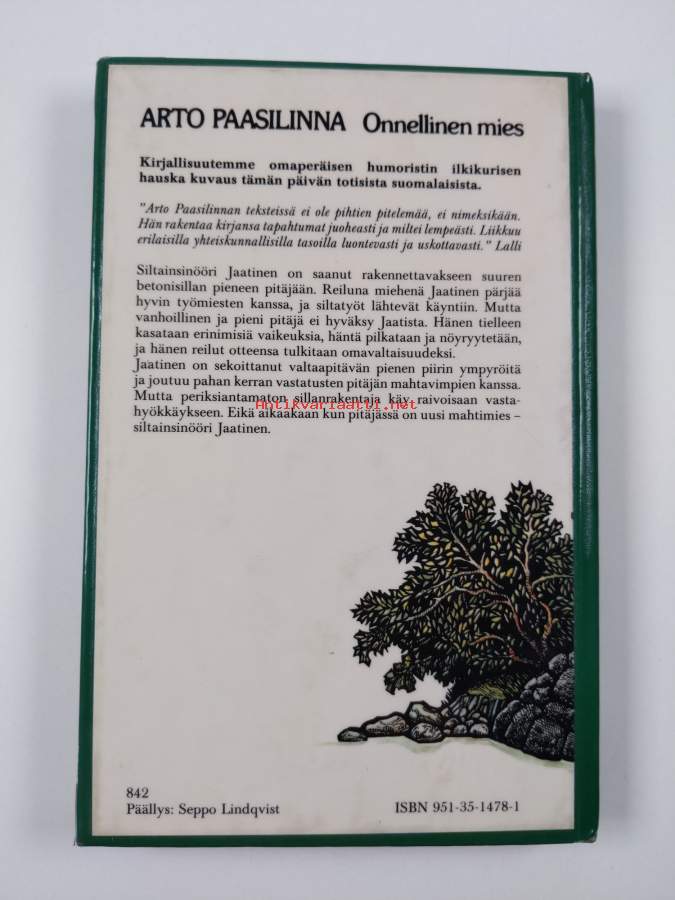 ARTO PAASILINNA Onnellinen mies
Kirjallisuutemme omaperäisen humoristin ilkikurisen
hauska kuvaus tämän päivän totisista suomalaisista.
"Arto Paasilinnan teksteissä ei ole pihtien pitelemää, ei nimeksikään.
Hän rakentaa kirjansa tapahtumat juoheasti ja miltei lempeästi. Liikkuu
erilaisilla yhteiskunnallisilla tasoilla luontevasti ja uskottavasti." Lalli
Siltainsinööri Jaatinen on saanut rakennettavakseen suuren
betonisillan pieneen pitäjään. Reiluna miehenä Jaatinen pärjää
hyvin työmiesten kanssa, ja siltatyöt lähtevät käyntiin. Mutta
vanhoillinen ja pieni pitäjä ei hyväksy Jaatista. Hänen tielleen
kasataan erinimisiä vaikeuksia, häntä pilkataan ja nöyryytetään,
ja hänen reilut otteensa tulkitaan omavaltaisuudeksi.
Jaatinen on sekoittanut valtaapitävän pienen piirin ympyröitä
ja joutuu pahan kerran vastatusten pitäjän mahtavimpien kanssa.
Mutta periksiantamaton sillanrakentaja käy raivoisaan vasta-
Antikvariaatti.net
hyökkäykseen. Eikä aikaakaan kun pitäjässä on uusi mahtimies –
siltainsinööri Jaatinen.
842
Päällys: Seppo Lindqvist
ISBN 951-35-1478-1